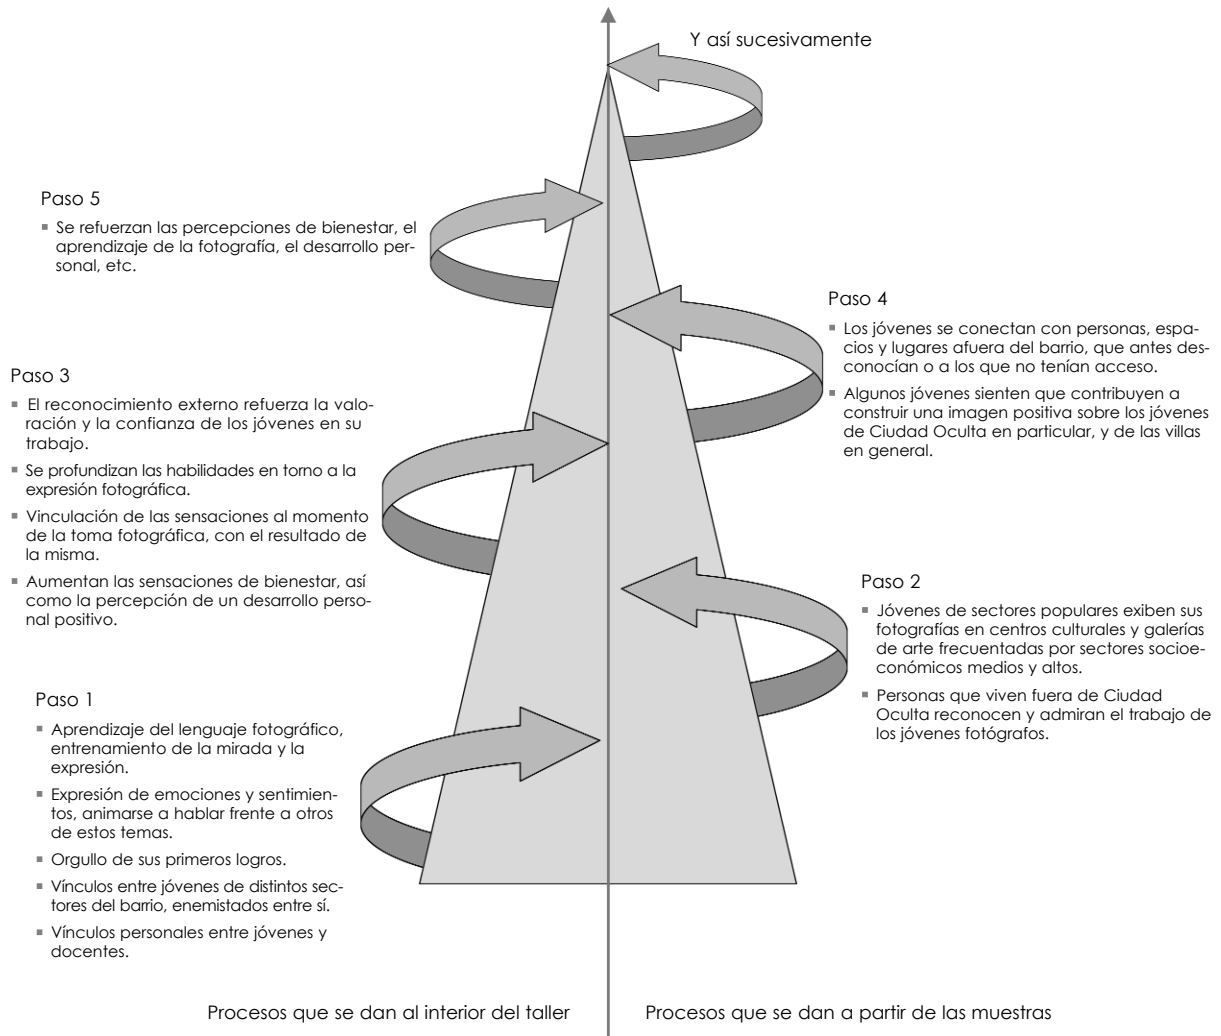 Y así sucesivamente
Paso 5
▪ Se refuerzan las percepciones de bienestar, el
aprendizaje de la fotografía, el desarrollo per-
sonal, etc.
Paso 4
▪ Los jóvenes se conectan con personas, espa-
cios y lugares afuera del barrio, que antes des-
conocían o a los que no tenían acceso.
▪ Algunos jóvenes sienten que contribuyen a
construir una imagen positiva sobre los jóvenes
de Ciudad Oculta en particular, y de las villas
en general.
Paso 3
▪ El reconocimiento externo refuerza la valo-
ración y la confianza de los jóvenes en su
trabajo.
▪ Se profundizan las habilidades en torno a la
expresión fotográfica.
▪ Vinculación de las sensaciones al momento
de la toma fotográfica, con el resultado de
la misma.
▪ Aumentan las sensaciones de bienestar, así
como la percepción de un desarrollo perso-
nal positivo.
Paso 2
▪ Jóvenes de sectores populares exiben sus
fotografías en centros culturales y galerías
de arte frecuentadas por sectores socioe-
conómicos medios y altos.
▪ Personas que viven fuera de Ciudad
Oculta reconocen y admiran el trabajo de
los jóvenes fotógrafos.
Paso 1
▪ Aprendizaje del lenguaje fotográfico,
entrenamiento de la mirada y la
expresión.
▪ Expresión de emociones y sentimien-
tos, animarse a hablar frente a otros
de estos temas.
▪ Orgullo de sus primeros logros.
▪ Vínculos entre jóvenes de distintos sec-
tores del barrio, enemistados entre sí.
▪ Vínculos personales entre jóvenes y
docentes.
Procesos que se dan al interior del taller
Procesos que se dan a partir de las muestras